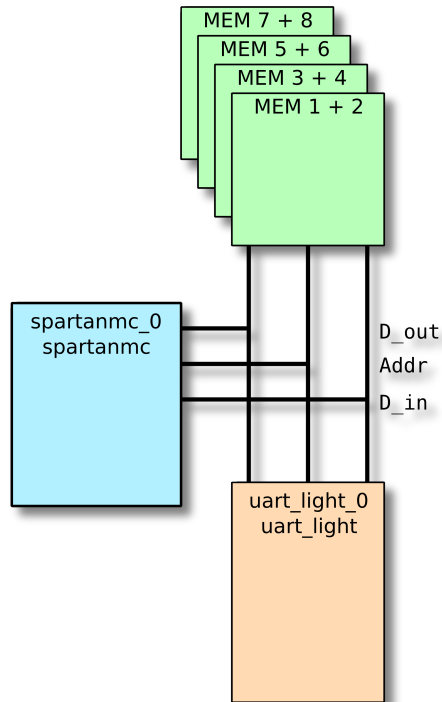 MEM 7 + 8
MEM 5 + 6
MEM 3 + 4
MEM 1 + 2
spartanmc_0
spartanmc
D_out
Addr
D_in
uart_light_0
uart_light